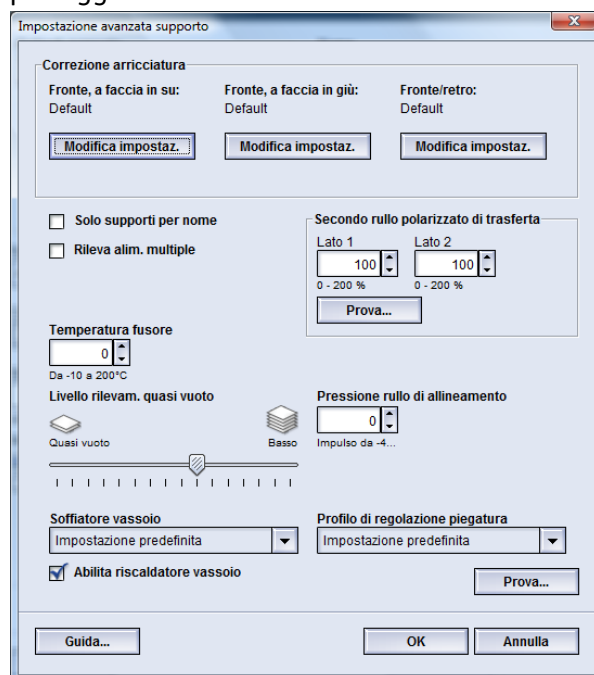 Impostazione avanzata supporto
Correzione arricciatura
Fronte, a faccia in su: Fronte, a faccia in giù: Fronte/retro:
Default Default Default
Modifica impostaz. Modifica impostaz. Modifica impostaz.
Solo supporti per nome
Rileva alim. multiple
Secondo rullo polarizzato di trasferta
Lato 1 Lato 2
100 100
0 - 200 % 0 - 200 %
Prova...
Temperatura fusore
0
Da -10 a 200°C
Livello rilevam. quasi vuoto
Quasi vuoto Basso
Pressione rullo di allineamento
0
Impulso da -4...
Soffiatore vassoio
Impostazione predefinita
Profilo di regolazione piegatura
Impostazione predefinita
Abilita riscaldatore vassoio
Prova...
Guida... OK Annulla